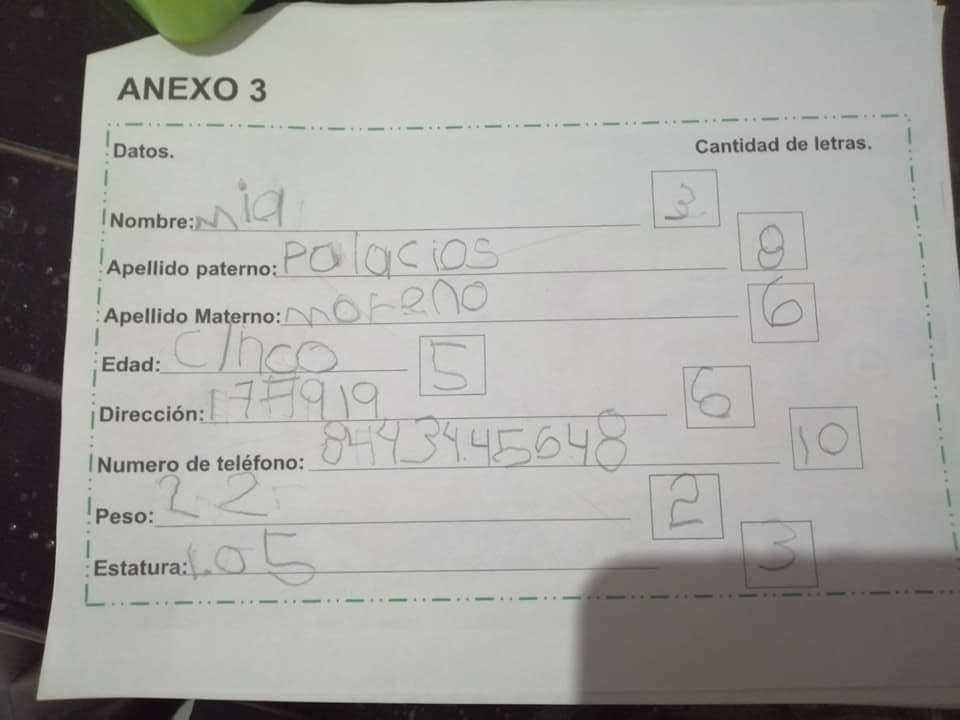 ANEXO 3
Datos. Cantidad de letras.
Nombre: mia 3
Apellido paterno: palacios 8
Apellido Materno: moreno 6
Edad: cinco 5
Dirección: 177919 6
Numero de teléfono: 8443445648 10
Peso: 22 2
Estatura: 1.05 3